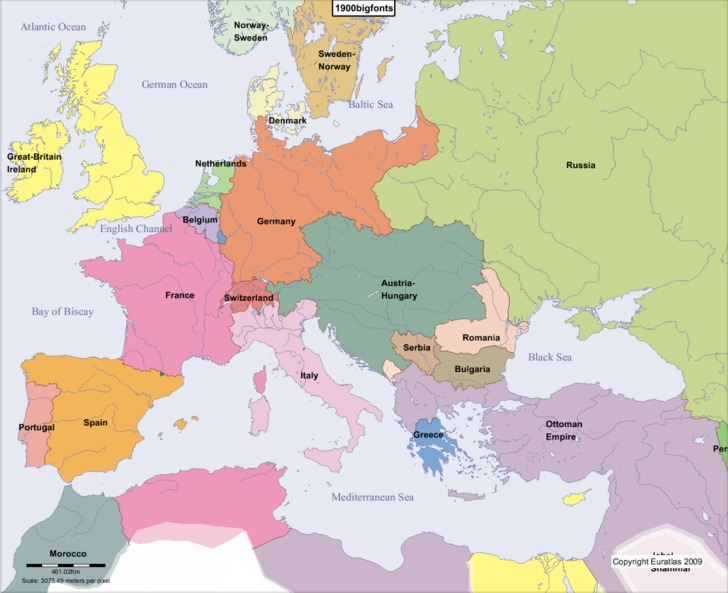 1900bigfonts
Atlantic Ocean
Norway-
Sweden
Sweden-
Norway
German Ocean
Baltic Sea
Denmark
Great-Britain
Ireland
Netherlands
Russia
Belgium
Germany
English Channel
Austria-
Hungary
France
Switzerland
Bay of Biscay
Romania
Serbia
Black Sea
Bulgaria
Italy
Spain
Portugal
Greece
Ottoman
Empire
Per
Mediterranean Sea
Morocco
461.02Km
Scale: 3073.49 meters per pixel
Copyright Euratlas 2009
Shammar